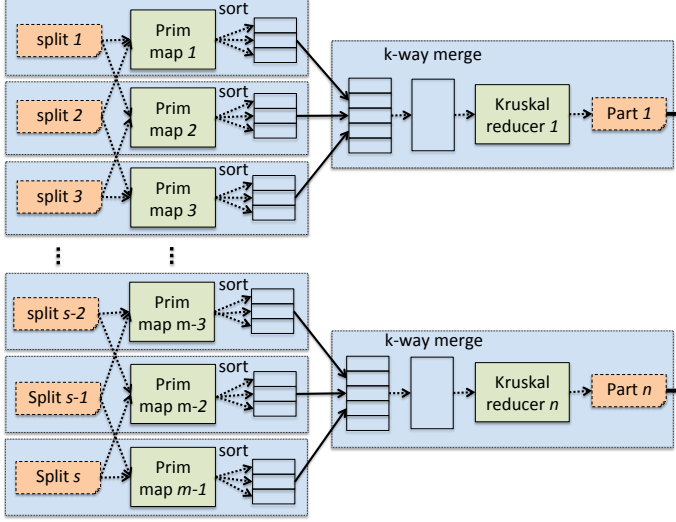 sort
split 1
Prim
map 1
k-way merge
sort
split 2
Prim
map 2
Kruskal
reducer 1
Part 1
sort
split 3
Prim
map 3
⋮
⋮
sort
split s-2
Prim
map m-3
k-way merge
sort
Split s-1
Prim
map m-2
Kruskal
reducer n
Part n
sort
Split s
Prim
map m-1